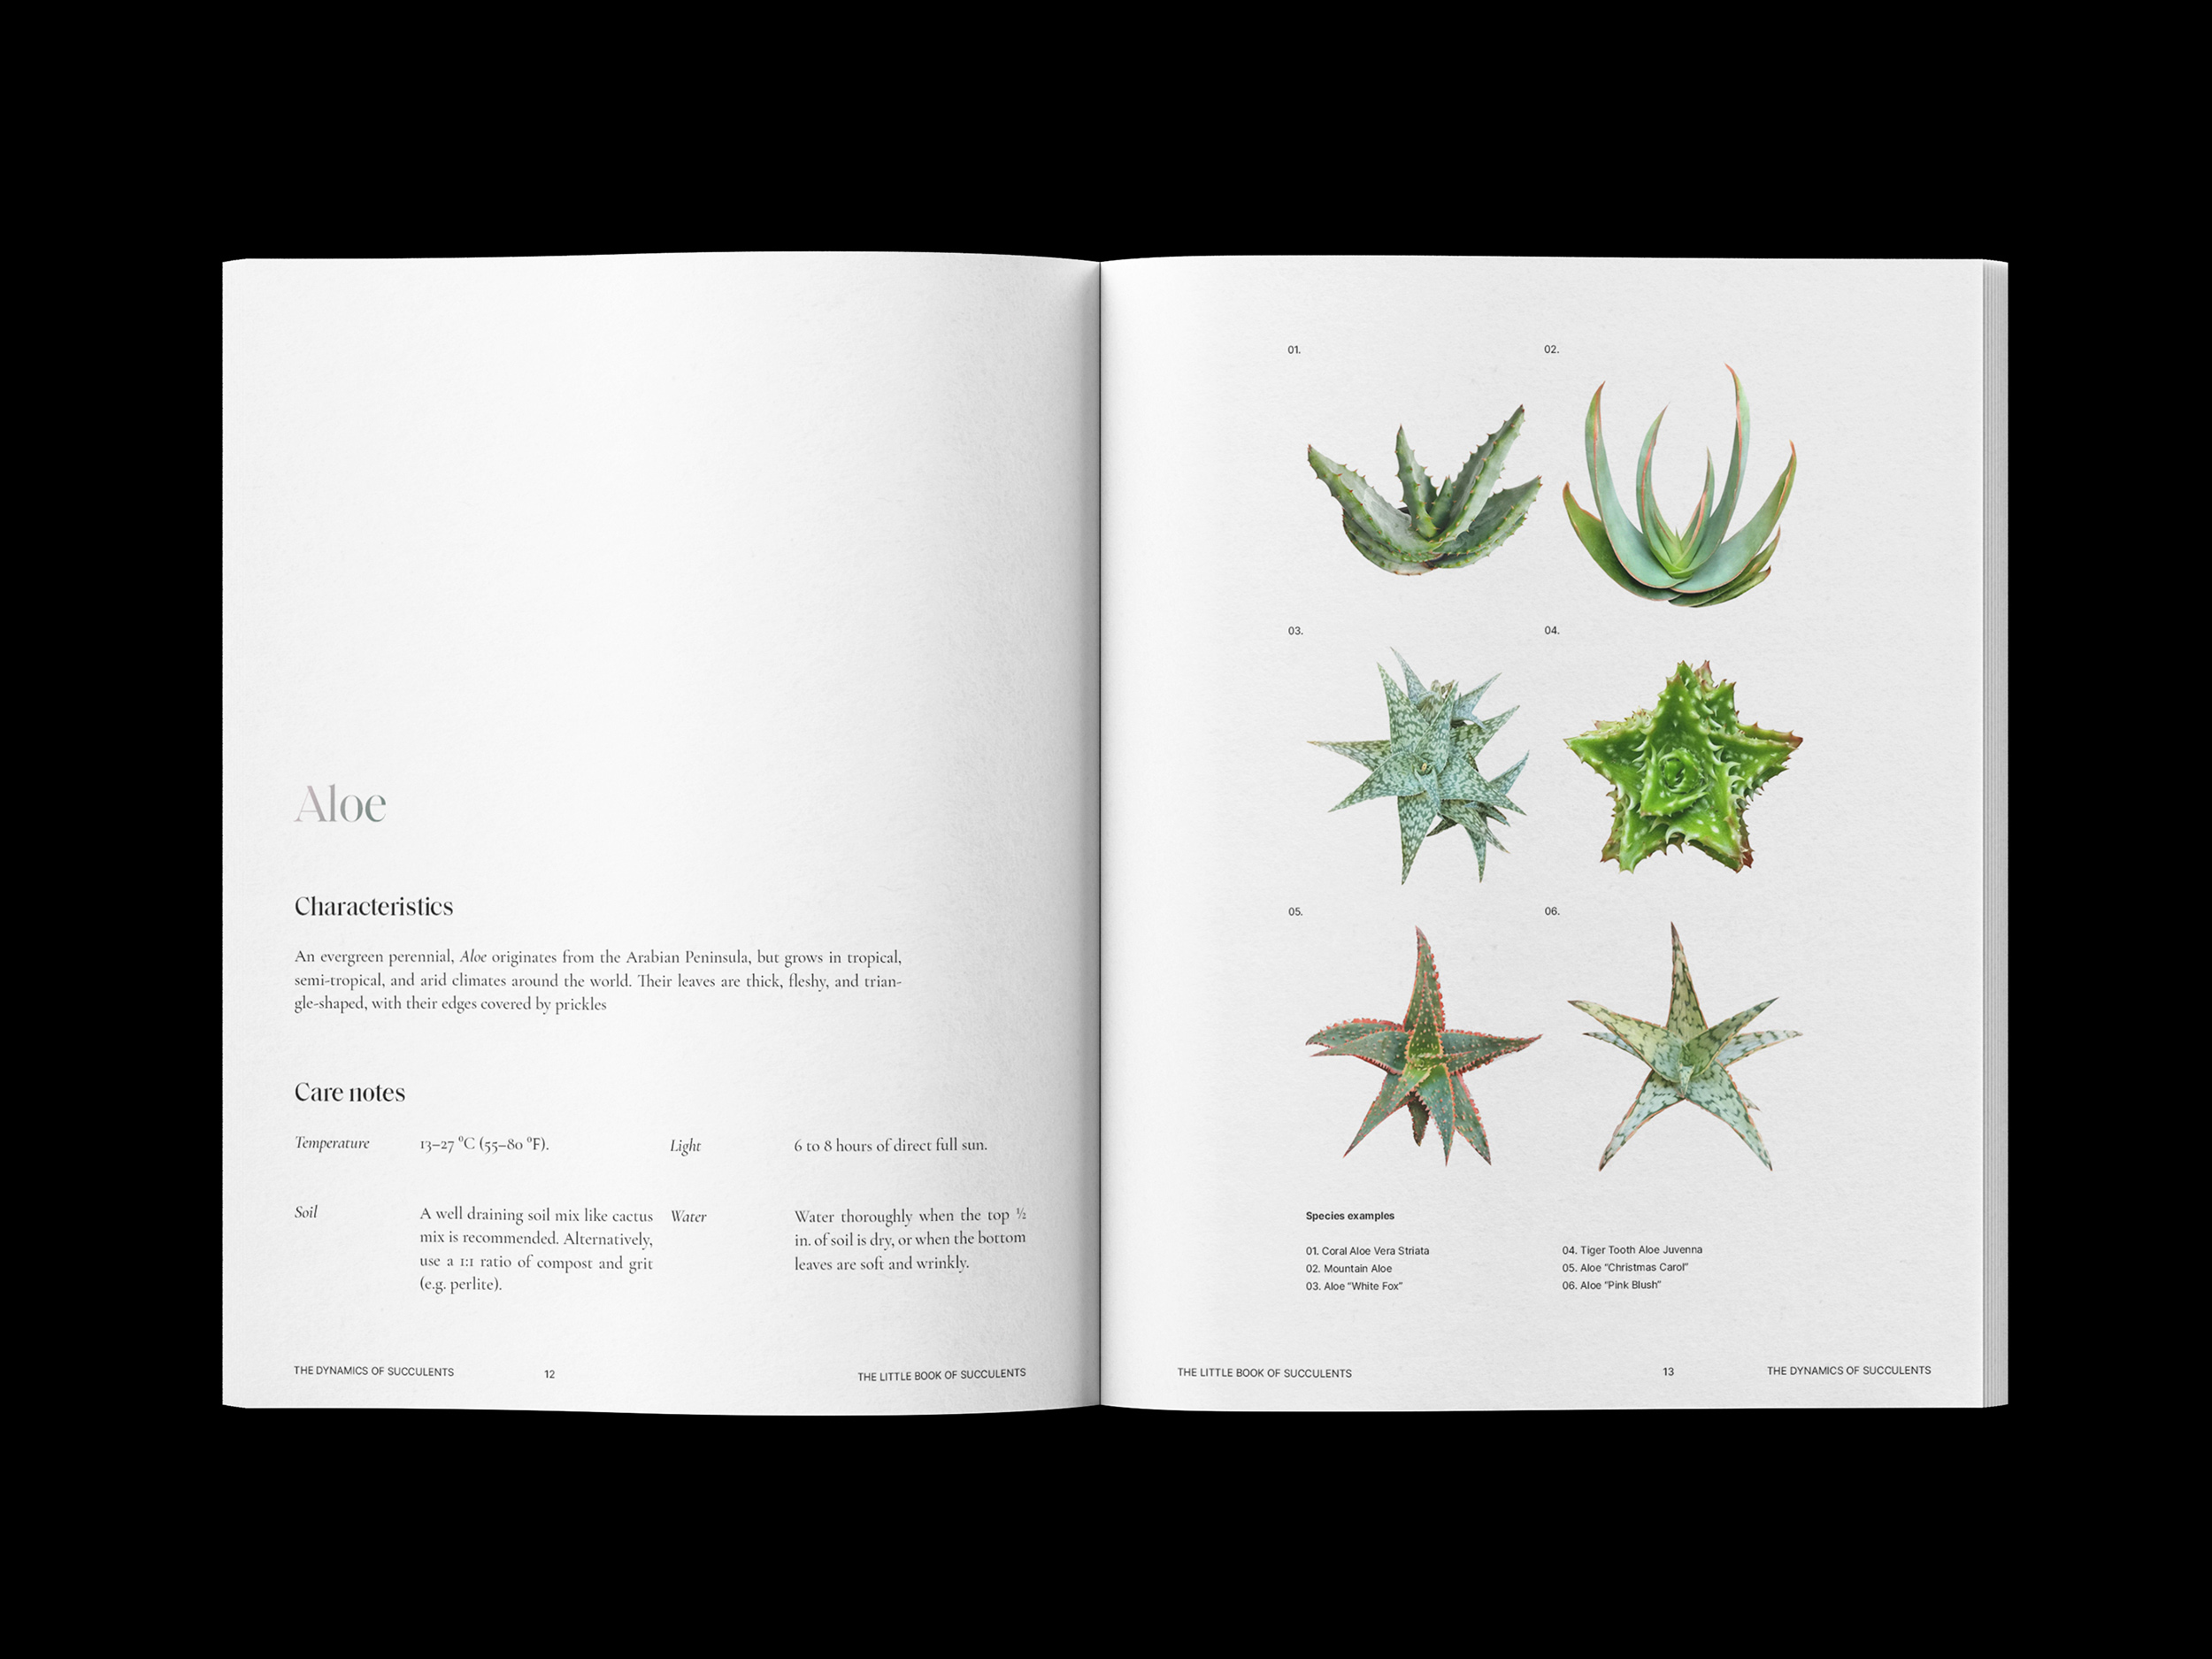 Aloe
Characteristics
An evergreen perennial, Aloe originates from the Arabian Peninsula, but grows in tropical,
semi-tropical, and arid climates around the world. Their leaves are thick, fleshy, and trian-
gle-shaped, with their edges covered by prickles
Care notes
Temperature
13–27 ºC (55–80 ºF).
Light
6 to 8 hours of direct full sun.
Soil
A well draining soil mix like cactus
mix is recommended. Alternatively,
use a 1:1 ratio of compost and grit
(e.g. perlite).
Water
Water thoroughly when the top ½
in. of soil is dry, or when the bottom
leaves are soft and wrinkly.
THE DYNAMICS OF SUCCULENTS
12
THE LITTLE BOOK OF SUCCULENTS
01.
02.
03.
04.
05.
06.
Species examples
01. Coral Aloe Vera Striata
02. Mountain Aloe
03. Aloe “White Fox”
04. Tiger Tooth Aloe Juvenna
05. Aloe “Christmas Carol”
06. Aloe “Pink Blush”
THE LITTLE BOOK OF SUCCULENTS
13
THE DYNAMICS OF SUCCULENTS